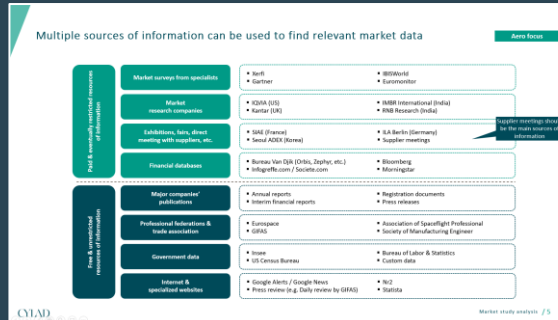 Multiple sources of information can be used to find relevant market data
Aero focus
Paid & eventually restricted resources
of information
Market surveys from specialists
• Xerfi
• Gartner
• IBISWorld
• Euromonitor
Market
research companies
• IQVIA (US)
• Kantar (UK)
• IMBR International (India)
• RNB Research (India)
Exhibitions, fairs, direct
meeting with suppliers, etc.
• SIAE (France)
• Seoul ADEX (Korea)
• ILA Berlin (Germany)
• Supplier meetings
Supplier meetings shou
be the main sources of
information
Financial databases
• Bureau Van Djik (Orbis, Zephyr, etc.)
• Infogreffe.com / Societe.com
• Bloomberg
• Morningstar
Free & unrestricted
resources of information
Major companies'
publications
• Annual reports
• Interim financial reports
• Registration documents
• Press releases
Professional federations &
trade association
• Eurospace
• GIFAS
• Association of Spaceflight Professional
• Society of Manufacturing Engineer
Government data
• Insee
• US Census Bureau
• Bureau of Labor & Statistics
• Custom data
Internet &
specialized websites
• Google Alerts / Google News
• Press review (e.g. Daily review by GIFAS)
• Nri2
• Statista
CYLAD
Market study analysis / 5